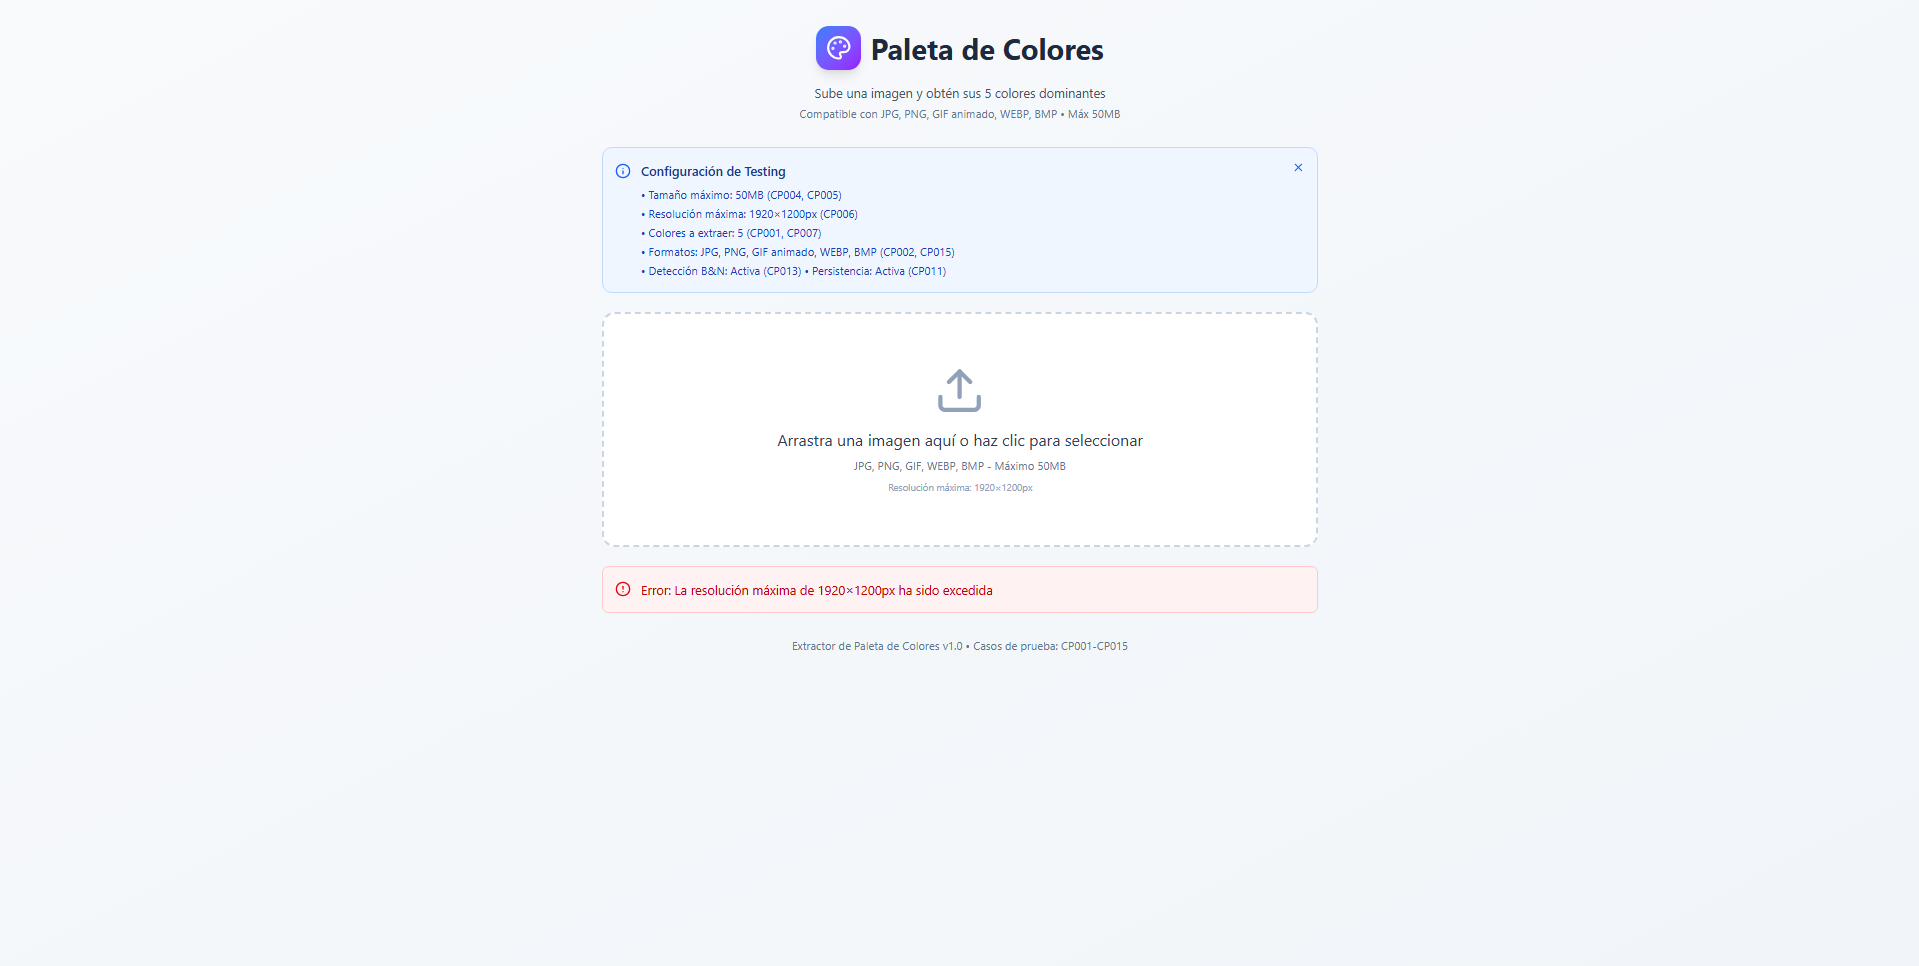 Paleta de Colores
Sube una imagen y obtén sus 5 colores dominantes
Compatible con JPG, PNG, GIF animado, WEBP, BMP • Máx 50MB
Configuración de Testing
• Tamaño máximo: 50MB (CP004, CP005)
• Resolución máxima: 1920×1200px (CP006)
• Colores a extraer: 5 (CP001, CP007)
• Formatos: JPG, PNG, GIF animado, WEBP, BMP (CP002, CP015)
• Detección B&N: Activa (CP013) • Persistencia: Activa (CP011)
Arrastra una imagen aquí o haz clic para seleccionar
JPG, PNG, GIF, WEBP, BMP - Máximo 50MB
Resolución máxima: 1920×1200px
Error: La resolución máxima de 1920×1200px ha sido excedida
Extractor de Paleta de Colores v1.0 • Casos de prueba: CP001-CP015